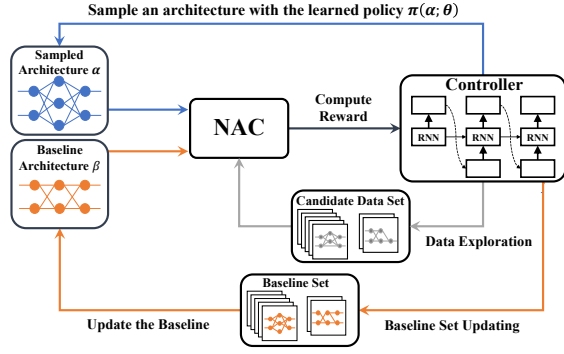 Sample an architecture with the learned policy π(α; θ)
Sampled
Architecture α
Baseline
Architecture β
NAC
Compute
Reward
Controller
RNN
RNN
RNN
Candidate Data Set
Data Exploration
Baseline Set
Update the Baseline
Baseline Set Updating